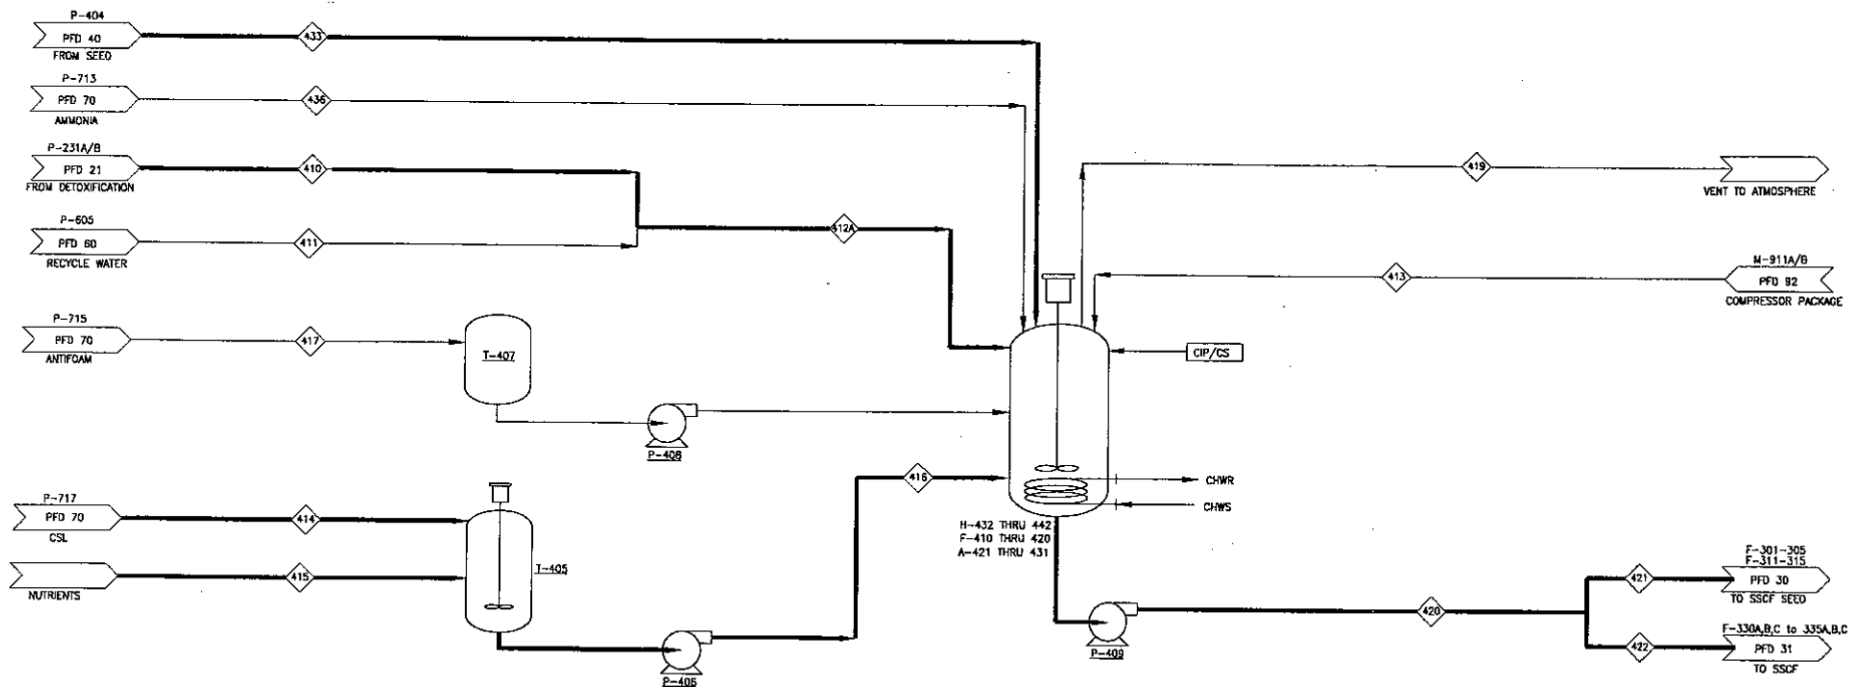 P-404
PFD 40
FROM SEED
433
P-713
PFD 70
AMMONIA
436
P-231A/B
PFD 21
FROM DETOXIFICATION
410
P-605
PFD 60
RECYCLE WATER
411
412A
419
VENT TO ATMOSPHERE
M-911A/B
PFD 92
COMPRESSOR PACKAGE
413
P-715
PFD 70
ANTIFOAM
417
T-407
P-408
CIP/CS
P-717
PFD 70
CSL
414
NUTRIENTS
415
T-405
P-406
416
CHWR
CHWS
H-432 THRU 442
F-410 THRU 420
A-421 THRU 431
P-409
420
421
F-301-305
F-311-315
PFD 30
TO SSCF SEED
422
F-330A,B,C to 335A,B,C
PFD 31
TO SSCF